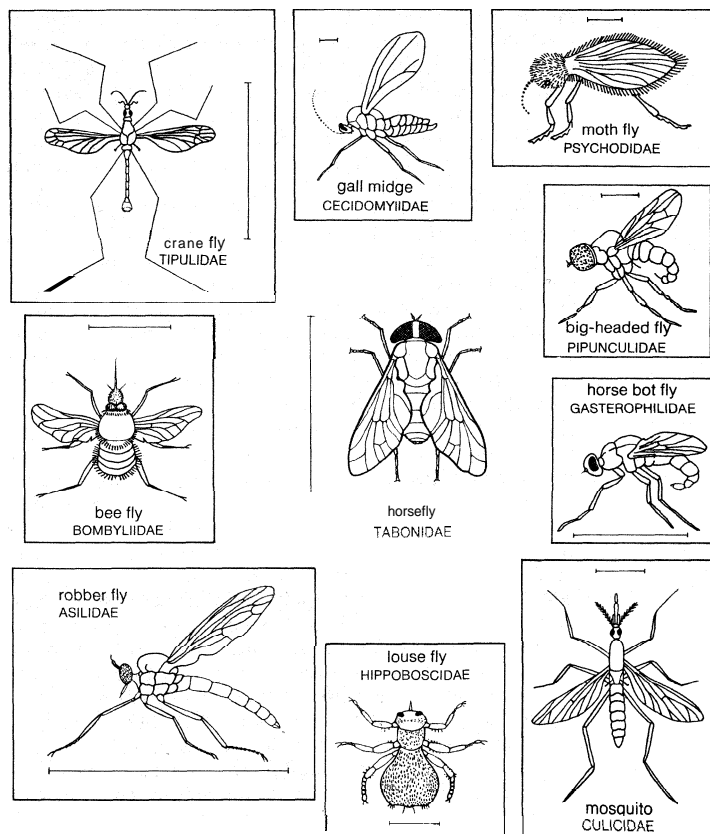 crane fly
TIPULIDAE
gall midge
CECIDOMYIIDAE
moth fly
PSYCHODIDAE
big-headed fly
PIPUNCULIDAE
bee fly
BOMBYLIIDAE
horsefly
TABONIDAE
horse bot fly
GASTEROPHILIDAE
robber fly
ASILIDAE
louse fly
HIPPOBOSCIDAE
mosquito
CULICIDAE